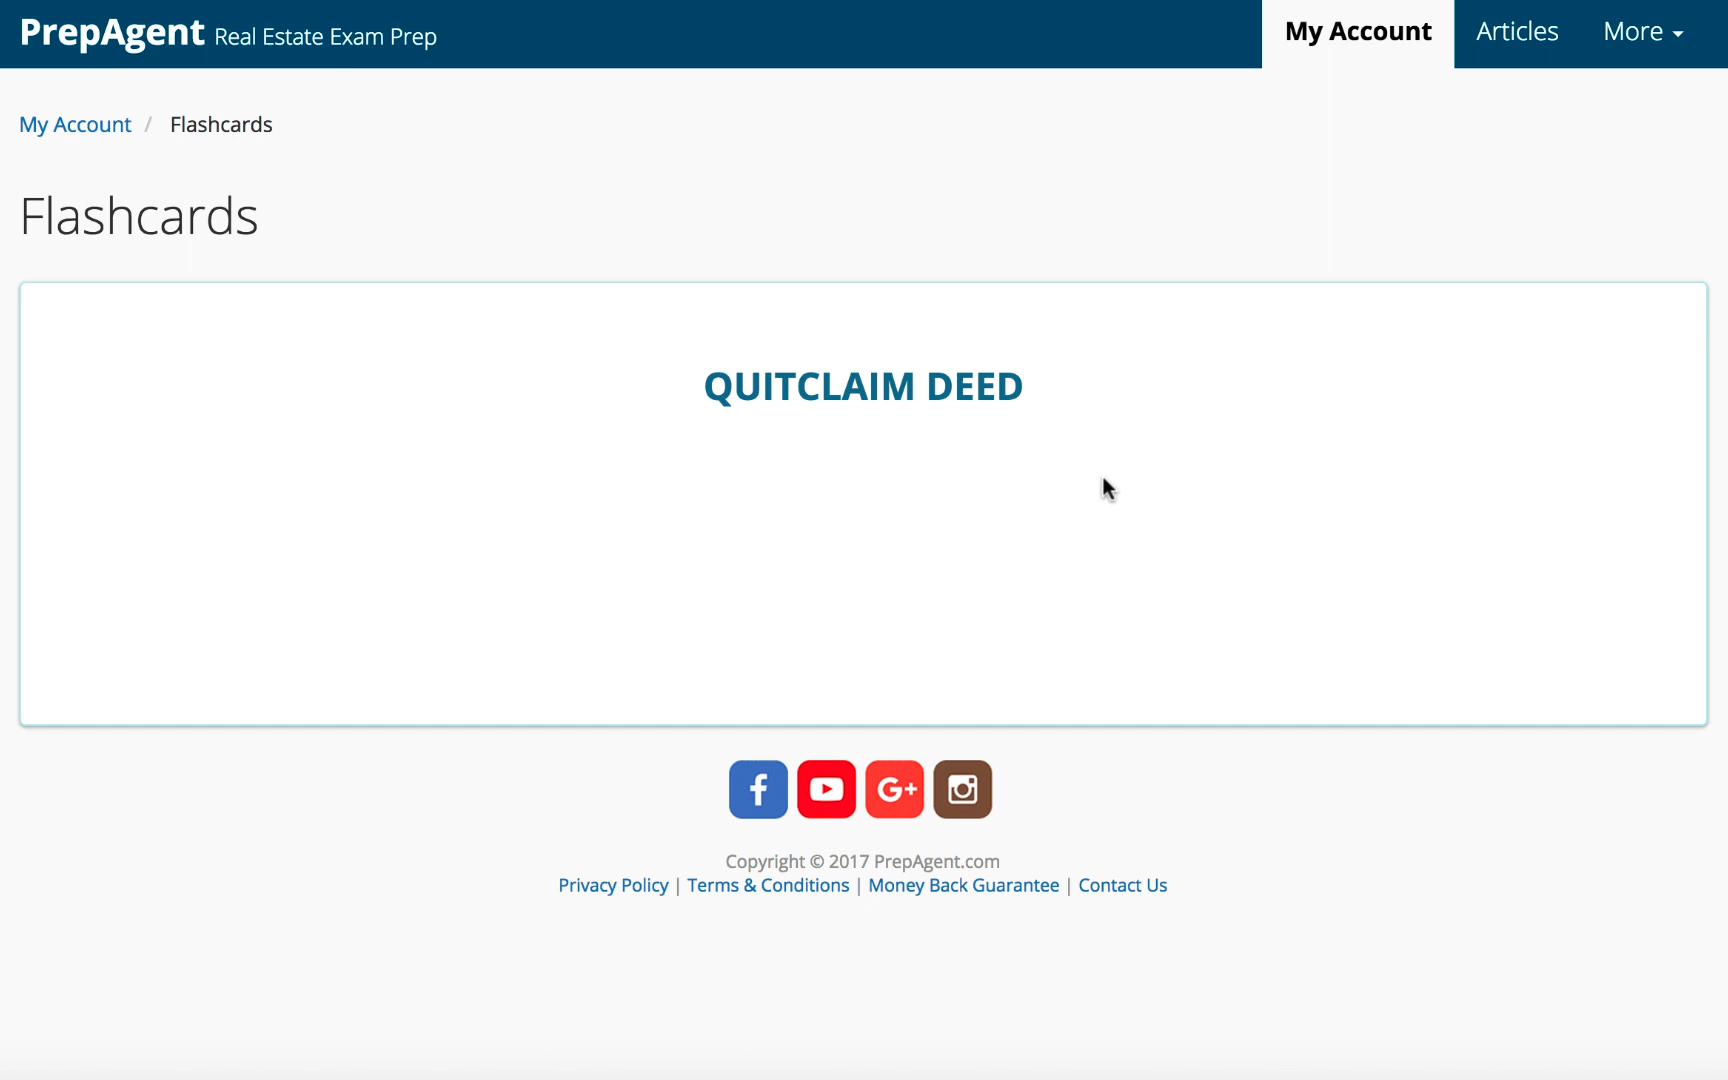 PrepAgent Real Estate Exam Prep
My Account Articles More
My Account / Flashcards
Flashcards
QUITCLAIM DEED
f G+
Copyright © 2017 PrepAgent.com
Privacy Policy | Terms & Conditions | Money Back Guarantee | Contact Us